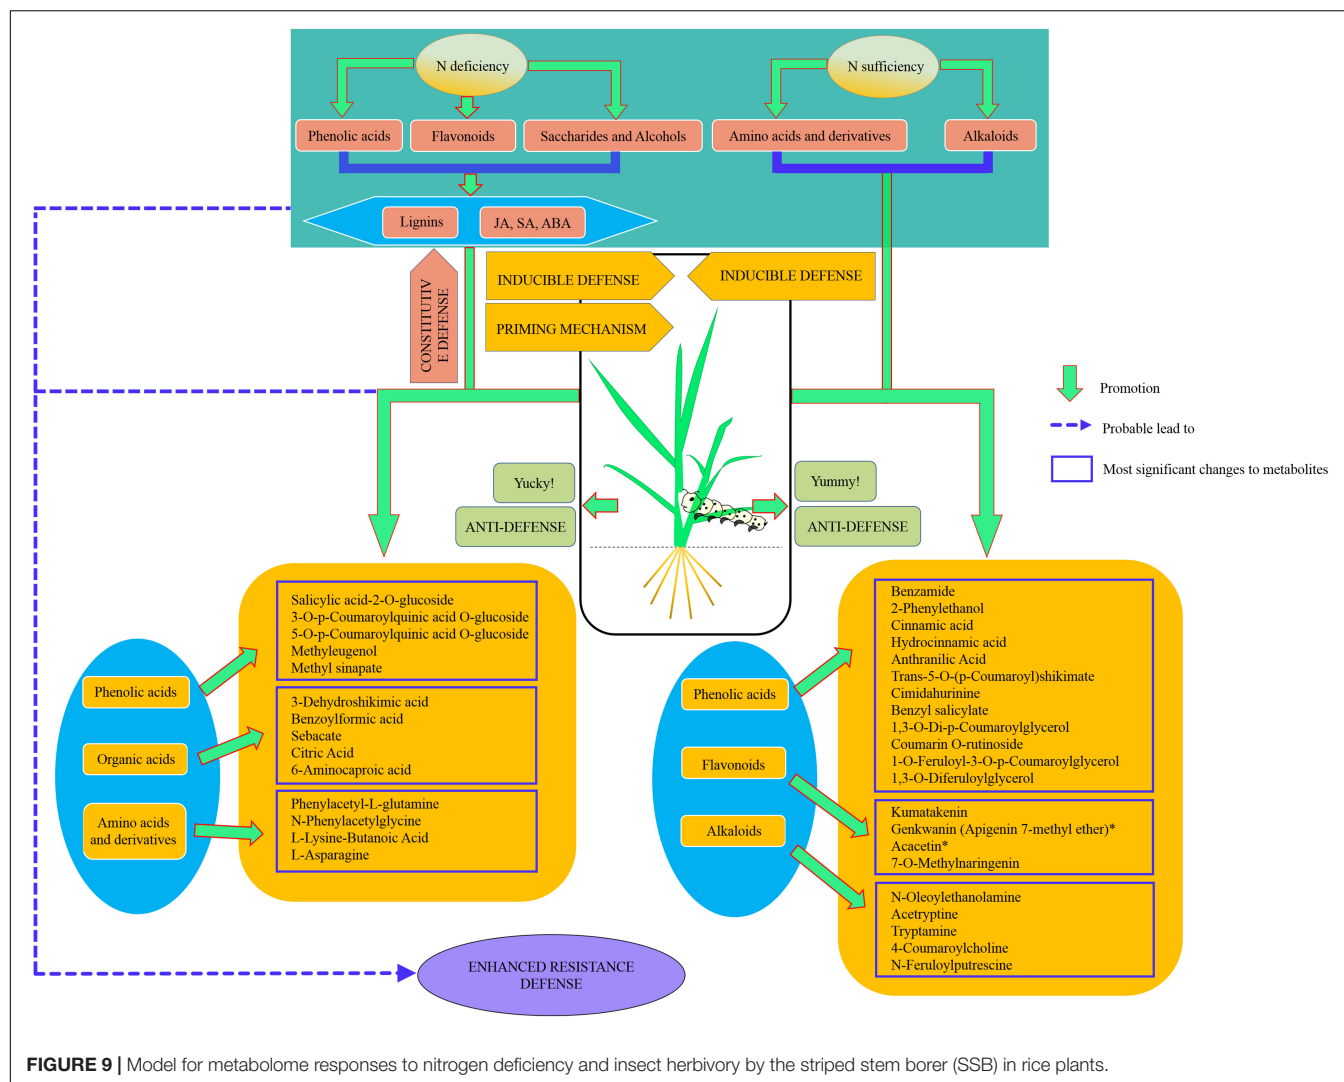 N deficiency
N sufficiency
Phenolic acids
Flavonoids
Saccharides and Alcohols
Amino acids and derivatives
Alkaloids
Lignins
JA, SA, ABA
CONSTITUTIV
E DEFENSE
INDUCIBLE DEFENSE
INDUCIBLE DEFENSE
PRIMING MECHANISM
Promotion
Probable lead to
Most significant changes to metabolites
Yucky!
ANTI-DEFENSE
Yummy!
ANTI-DEFENSE
Phenolic acids
Organic acids
Amino acids
and derivatives
Salicylic acid-2-O-glucoside
3-O-p-Coumaroylquinic acid O-glucoside
5-O-p-Coumaroylquinic acid O-glucoside
Methyleugenol
Methyl sinapate
3-Dehydroshikimic acid
Benzoylformic acid
Sebacate
Citric Acid
6-Aminocaproic acid
Phenylacetyl-L-glutamine
N-Phenylacetylglycine
L-Lysine-Butanoic Acid
L-Asparagine
Phenolic acids
Flavonoids
Alkaloids
Benzamide
2-Phenylethanol
Cinnamic acid
Hydrocinnamic acid
Anthranilic Acid
Trans-5-O-(p-Coumaroyl)shikimate
Cimidahurinine
Benzyl salicylate
1,3-O-Di-p-Coumaroylglycerol
Coumarin O-rutinoside
1-O-Feruloyl-3-O-p-Coumaroylglycerol
1,3-O-Diferuloylglycerol
Kumatakenin
Genkwanin (Apigenin 7-methyl ether)*
Acacetin*
7-O-Methylnaringenin
N-Oleoylethanolamine
Acetryptine
Tryptamine
4-Coumaroylcholine
N-Feruloylputrescine
ENHANCED RESISTANCE
DEFENSE
FIGURE 9 | Model for metabolome responses to nitrogen deficiency and insect herbivory by the striped stem borer (SSB) in rice plants.